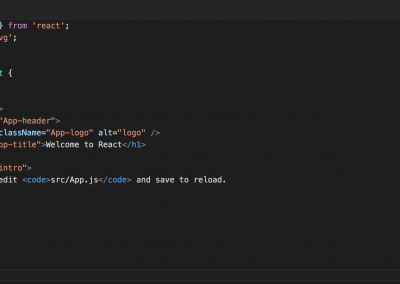 } from 'react';
vg';
t {
>
"App-header">
className="App-logo" alt="logo" />
pp-title">Welcome to React</h1>
intro">
edit <code>src/App.js</code> and save to reload.